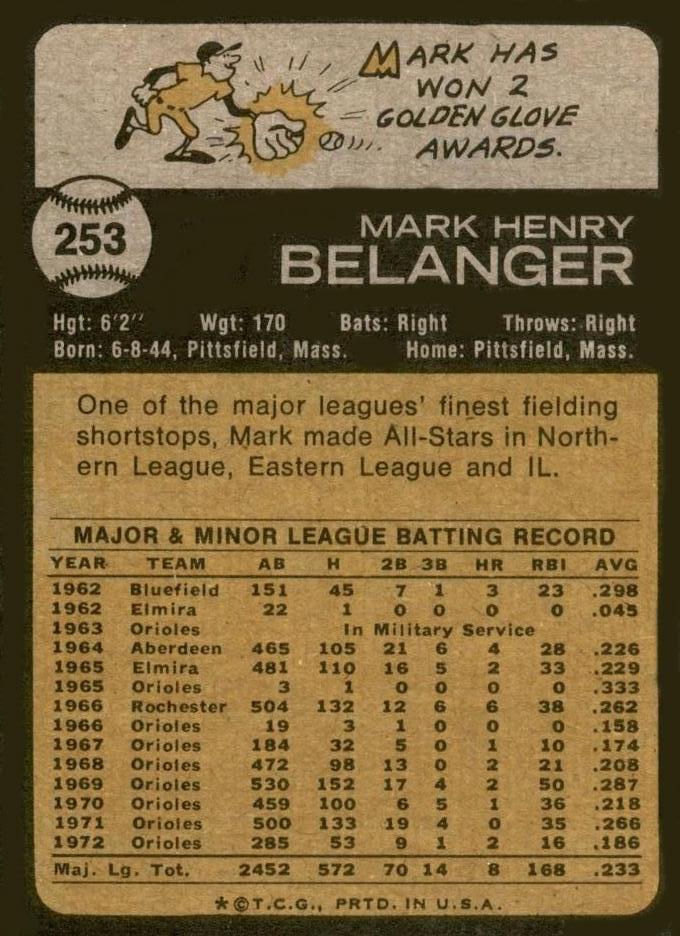 MARK HAS
WON 2
GOLDEN GLOVE
AWARDS.
253
MARK HENRY
BELANGER
Hgt: 6'2" Wgt: 170 Bats: Right Throws: Right
Born: 6-8-44, Pittsfield, Mass. Home: Pittsfield, Mass.
One of the major leagues' finest fielding
shortstops, Mark made All-Stars in North-
ern League, Eastern League and IL.
MAJOR & MINOR LEAGUE BATTING RECORD
YEAR TEAM AB H 2B 3B HR RBI AVG
1962 Bluefield 151 45 7 1 3 23 .298
1962 Elmira 22 1 0 0 0 0 .045
1963 Orioles In Military Service
1964 Aberdeen 465 105 21 6 4 28 .226
1965 Elmira 481 110 16 5 2 33 .229
1965 Orioles 3 1 0 0 0 0 .333
1966 Rochester 504 132 12 6 6 38 .262
1966 Orioles 19 3 1 0 0 0 .158
1967 Orioles 184 32 5 0 1 10 .174
1968 Orioles 472 98 13 0 2 21 .208
1969 Orioles 530 152 17 4 2 50 .287
1970 Orioles 459 100 6 5 1 36 .218
1971 Orioles 500 133 19 4 0 35 .266
1972 Orioles 285 53 9 1 2 16 .186
Maj. Lg. Tot. 2452 572 70 14 8 168 .233
*©T.C.G., PRTD. IN U.S.A.